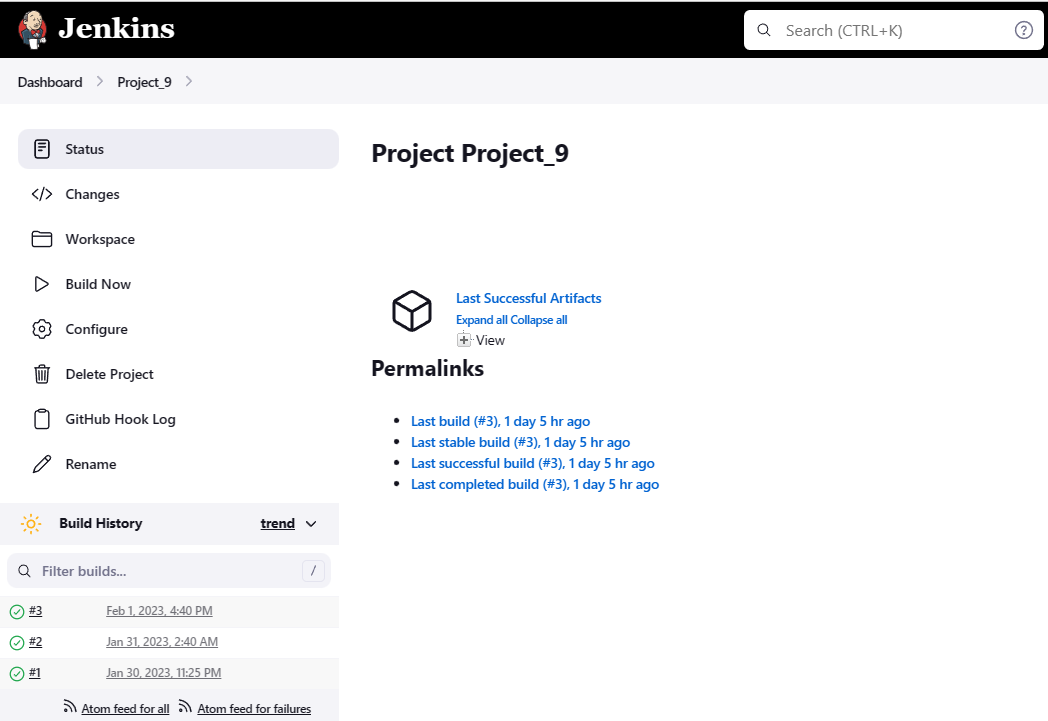 Jenkins
Search (CTRL+K)
?
Dashboard
Project_9
Status
Changes
Workspace
Build Now
Configure
Delete Project
GitHub Hook Log
Rename
Build History
trend
Filter builds...
/
#3 Feb 1, 2023, 4:40 PM
#2 Jan 31, 2023, 2:40 AM
#1 Jan 30, 2023, 11:25 PM
Atom feed for all Atom feed for failures
Project Project_9
Last Successful Artifacts
Expand all Collapse all
View
Permalinks
Last build (#3), 1 day 5 hr ago
Last stable build (#3), 1 day 5 hr ago
Last successful build (#3), 1 day 5 hr ago
Last completed build (#3), 1 day 5 hr ago